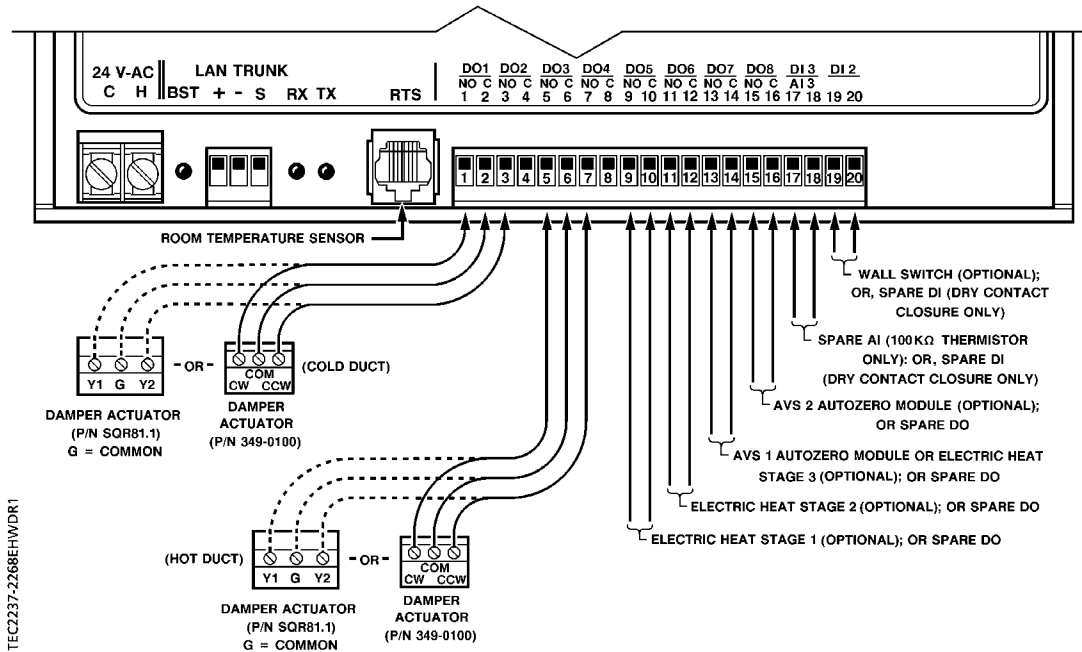 24 V-AC LAN TRUNK DO1 DO2 DO3 DO4 DO5 DO6 DO7 DO8 DI 3 DI 2
C H BST + - S RX TX RTS NO C NO C NO C NO C NO C NO C NO C NO C AI 3
1 2 3 4 5 6 7 8 9 10 11 12 13 14 15 16 17 18 19 20
1 2 3 4 5 6 7 8 9 10 11 12 13 14 15 16 17 18 19 20
ROOM TEMPERATURE SENSOR
WALL SWITCH (OPTIONAL);
OR, SPARE DI (DRY CONTACT
CLOSURE ONLY)
SPARE AI (100KΩ THERMISTOR
ONLY): OR, SPARE DI
(DRY CONTACT CLOSURE ONLY)
AVS 2 AUTOZERO MODULE (OPTIONAL);
OR SPARE DO
AVS 1 AUTOZERO MODULE OR ELECTRIC HEAT
STAGE 3 (OPTIONAL); OR SPARE DO
ELECTRIC HEAT STAGE 2 (OPTIONAL); OR SPARE DO
ELECTRIC HEAT STAGE 1 (OPTIONAL); OR SPARE DO
Y1 G Y2
DAMPER ACTUATOR
(P/N SQR81.1)
G = COMMON
- OR -
COM
CW CCW
(COLD DUCT)
DAMPER
ACTUATOR
(P/N 349-0100)
(HOT DUCT)
Y1 G Y2
DAMPER ACTUATOR
(P/N SQR81.1)
G = COMMON
- OR -
COM
CW CCW
DAMPER
ACTUATOR
(P/N 349-0100)
TEC2237-2268EHWDR1